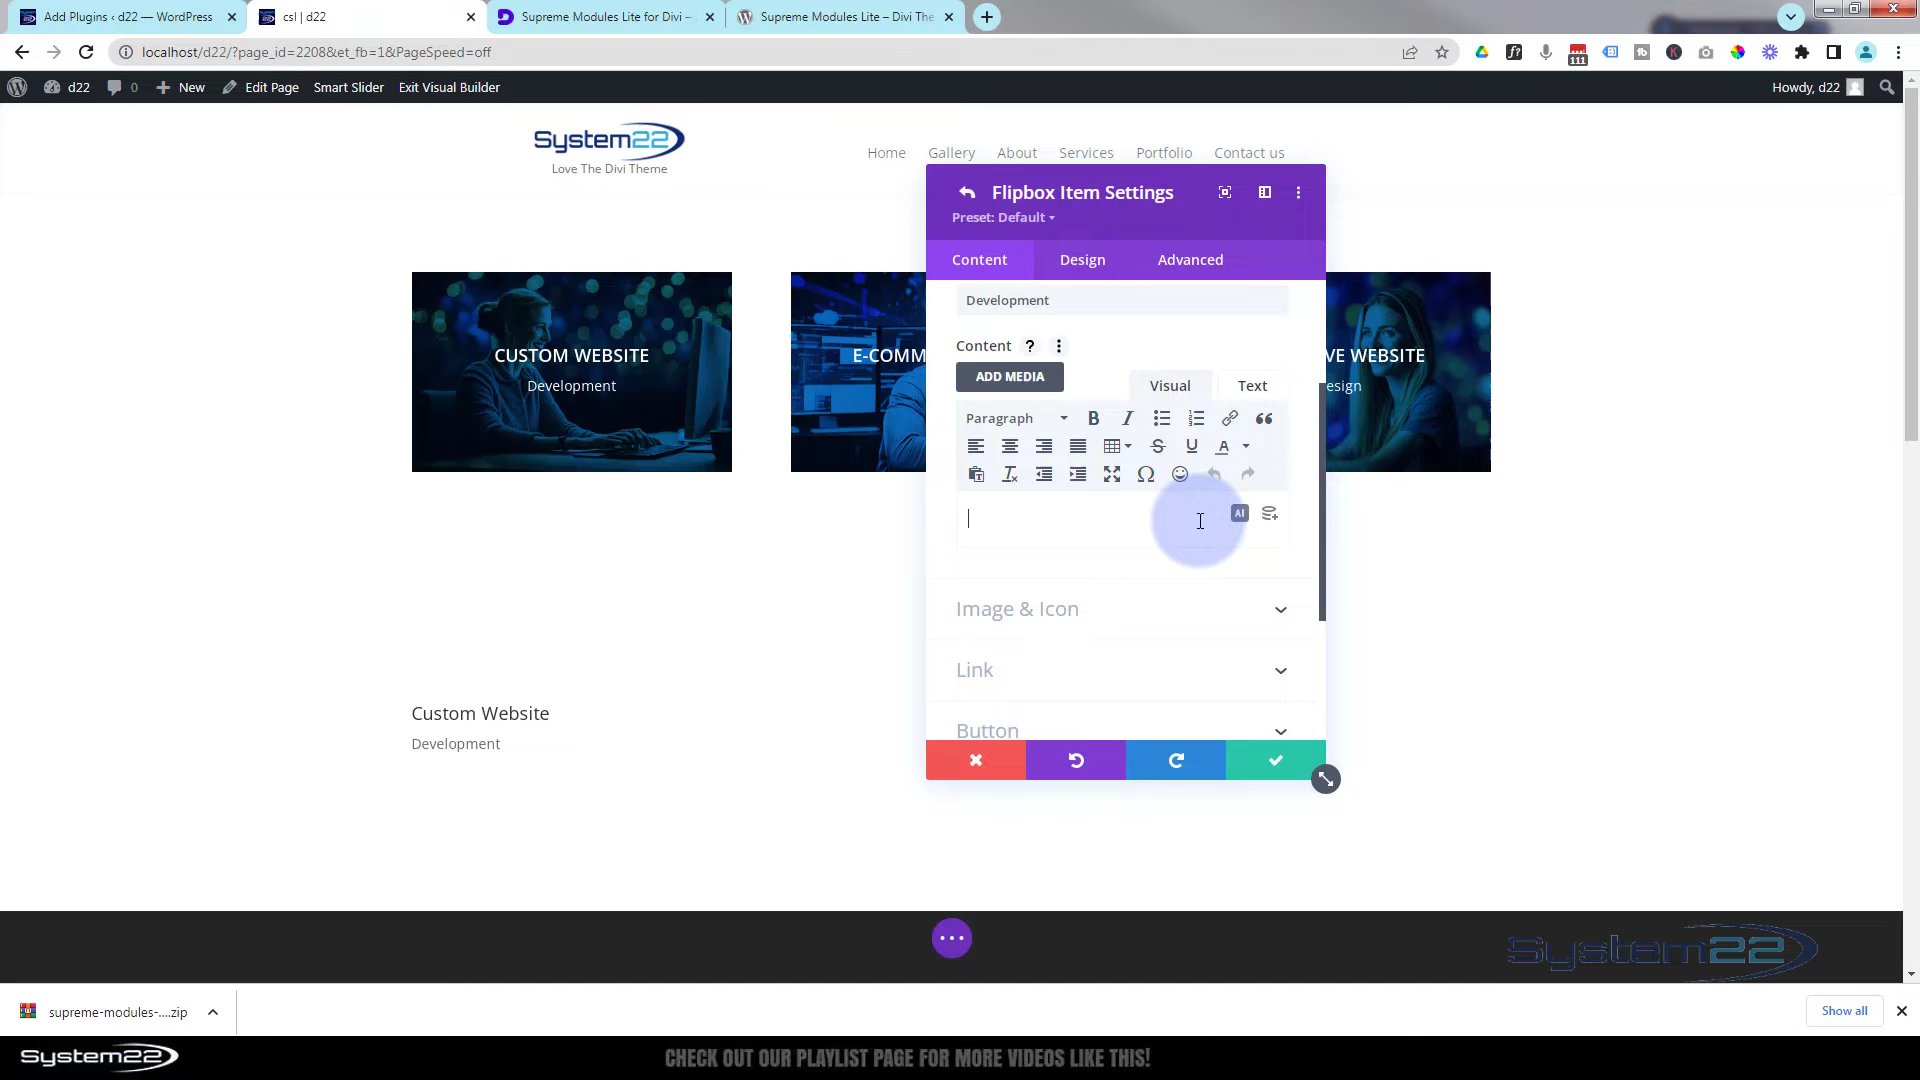 Add Plugins ‹ d22 — WordPress
csl | d22
Supreme Modules Lite for Divi –
Supreme Modules Lite – Divi The
localhost/d22/?page_id=2208&et_fb=1&PageSpeed=off
111
d22
0
New
Edit Page
Smart Slider
Exit Visual Builder
Howdy, d22
System22
Love The Divi Theme
Home
Gallery
About
Services
Portfolio
Contact us
Flipbox Item Settings
Preset: Default
Content
Design
Advanced
CUSTOM WEBSITE
Development
E-COMM
VE WEBSITE
esign
Development
Content ?
ADD MEDIA
Visual
Text
Paragraph
AI
Image & Icon
Link
Button
Custom Website
Development
System22
supreme-modules-....zip
Show all
System22
CHECK OUT OUR PLAYLIST PAGE FOR MORE VIDEOS LIKE THIS!